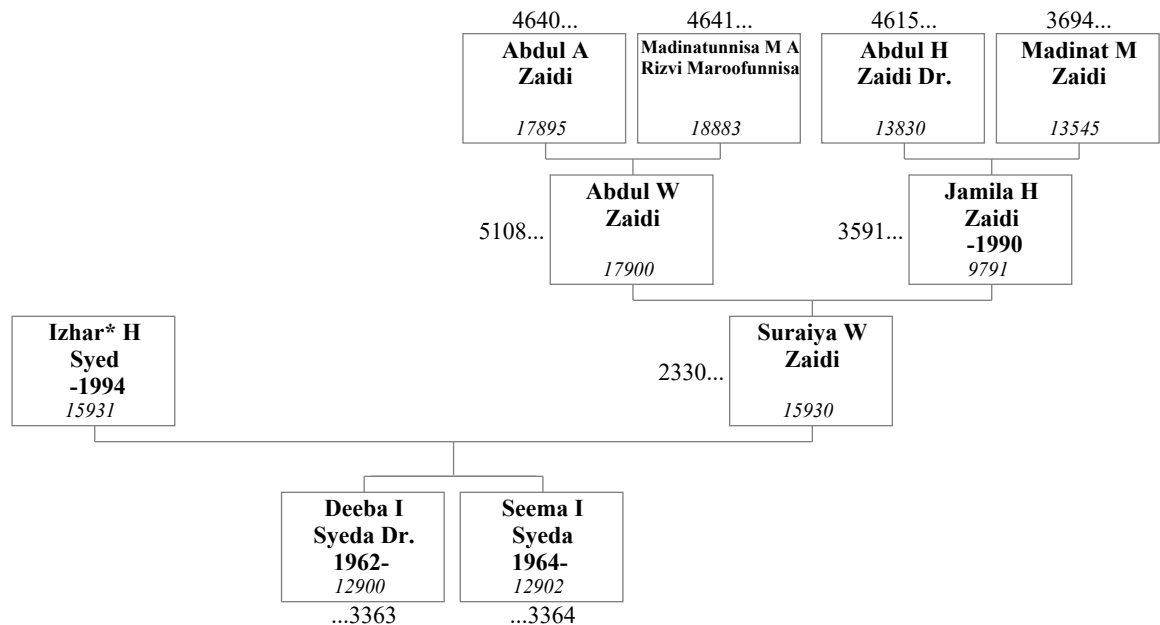 4640...
4641...
4615...
3694...
Abdul A
Zaidi
17895
Madinatunnisa M A
Rizvi Maroofunnisa
18883
Abdul H
Zaidi Dr.
13830
Madinat M
Zaidi
13545
5108...
Abdul W
Zaidi
17900
3591...
Jamila H
Zaidi
-1990
9791
Izhar* H
Syed
-1994
15931
2330...
Suraiya W
Zaidi
15930
Deeba I
Syeda Dr.
1962-
12900
...3363
Seema I
Syeda
1964-
12902
...3364